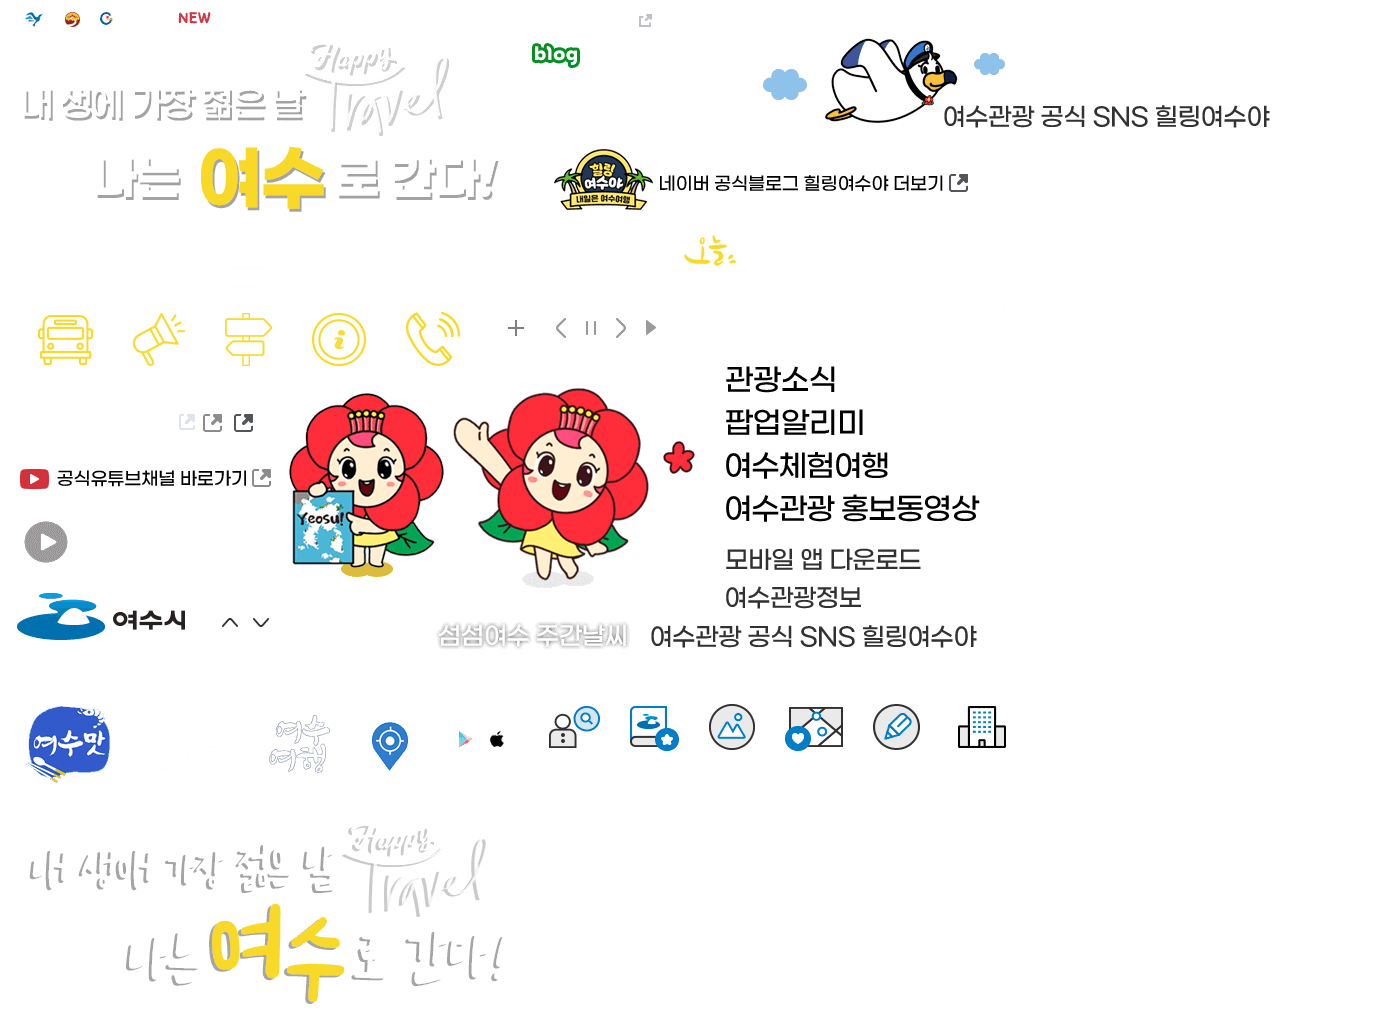 NEW
blog
Happy
Travel
내 생에 가장 젊은 날
나는 여수로 간다!
여수관광 공식 SNS 힐링여수야
힐링
여수야
내일은 여수여행
네이버 공식블로그 힐링여수야 더보기
오늘
관광소식
팝업알리미
여수체험여행
여수관광 홍보동영상
공식유튜브채널 바로가기
Yeosu!
모바일 앱 다운로드
여수관광정보
여수시
섬섬여수 주간날씨
여수관광 공식 SNS 힐링여수야
여수맛
여수
여행
Happy
Travel
내 생에 가장 젊은 날
나는 여수로 간다!